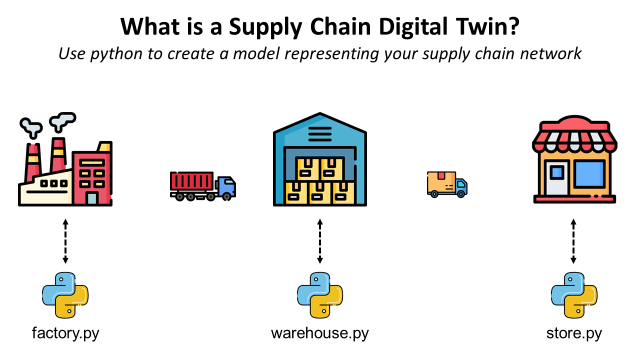 What is a Supply Chain Digital Twin?
Use python to create a model representing your supply chain network
factory.py
warehouse.py
store.py